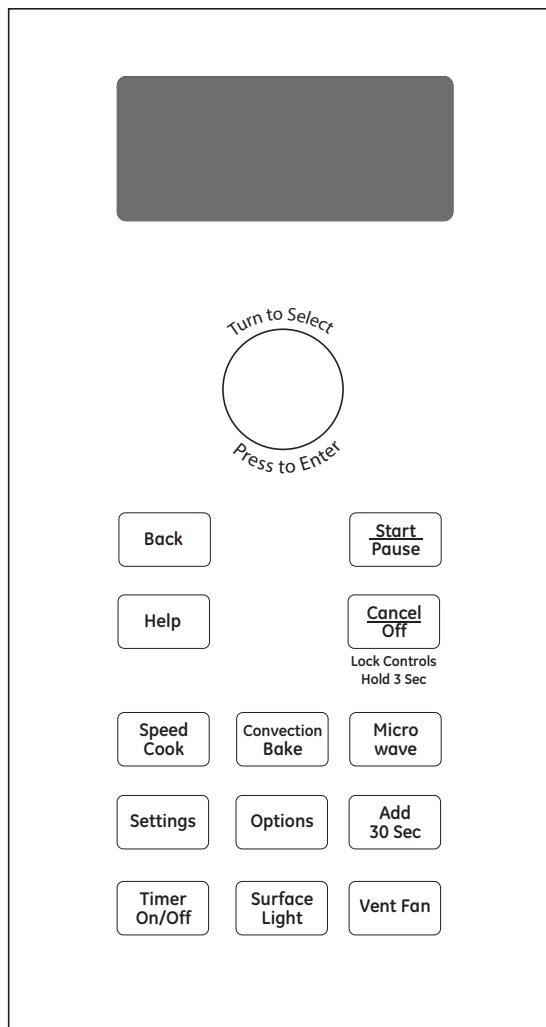 Turn to Select
Press to Enter
Back
Start
Pause
Help
Cancel
Off
Lock Controls
Hold 3 Sec
Speed
Cook
Convection
Bake
Micro
wave
Settings
Options
Add
30 Sec
Timer
On/Off
Surface
Light
Vent Fan